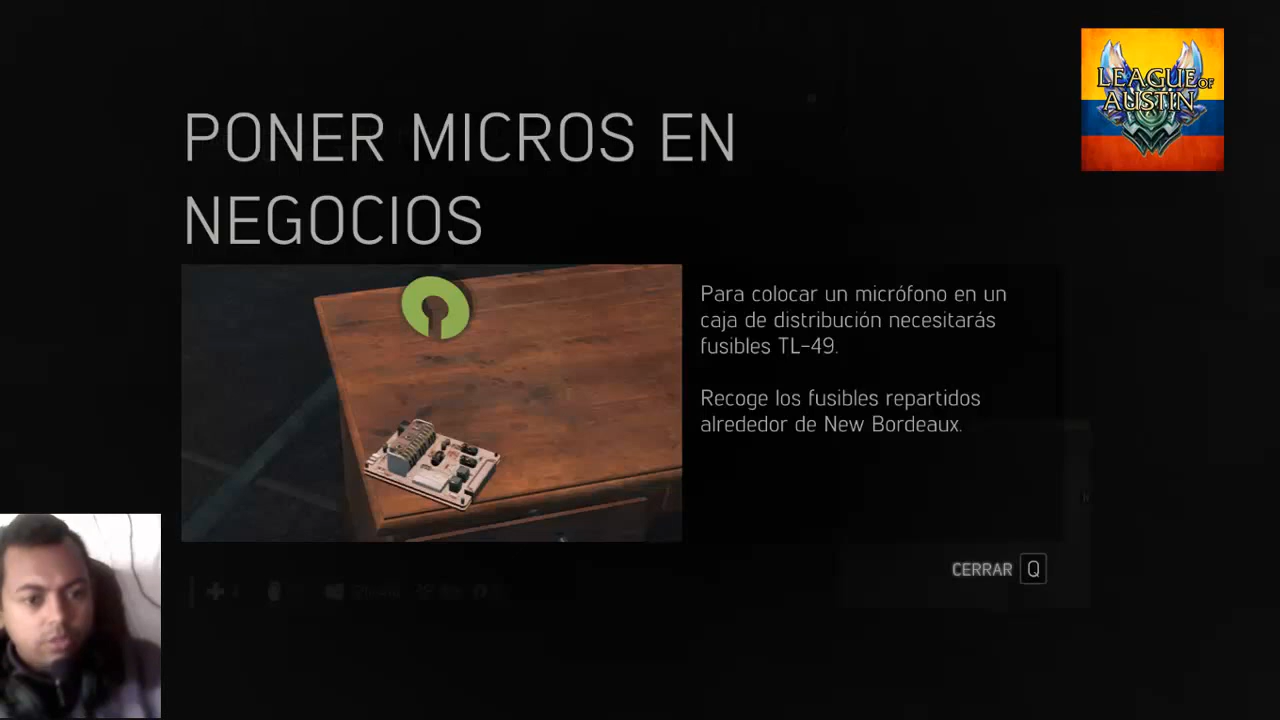 LEAGUE OF
AUSTIN
PONER MICROS EN
NEGOCIOS
Para colocar un micrófono en un
caja de distribución necesitarás
fusibles TL-49.
Recoge los fusibles repartidos
alrededor de New Bordeaux.
CERRAR Q